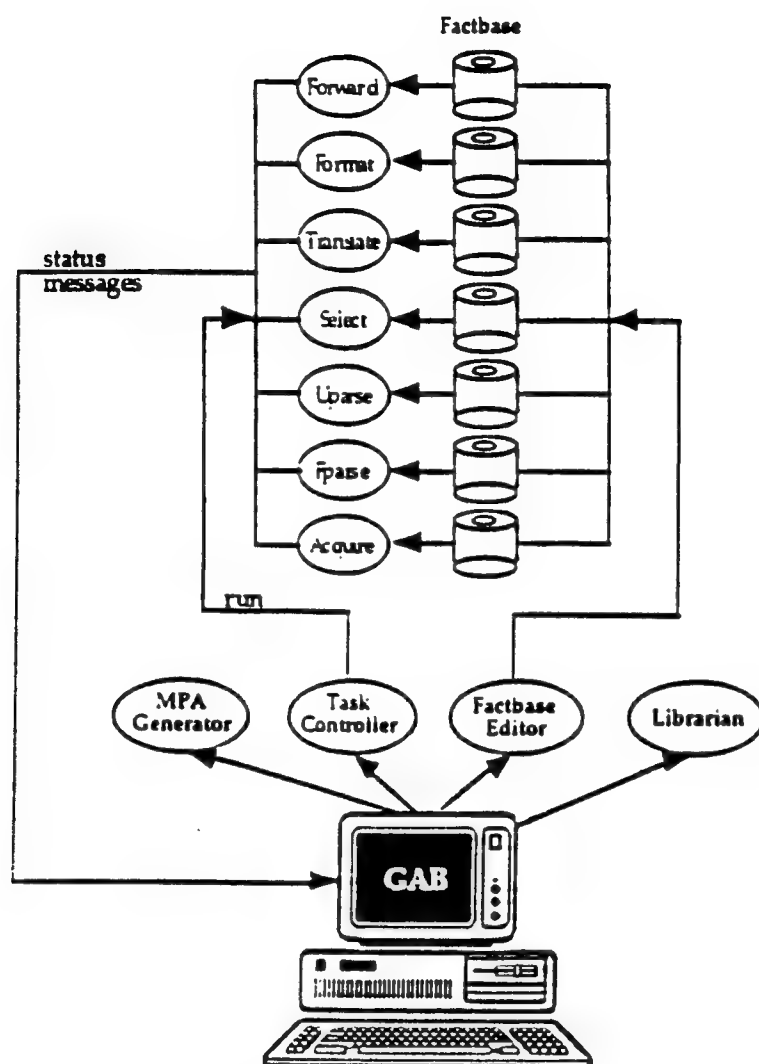 Factbase
Forward
Format
Translate
status
messages
Select
Uparse
Fparse
Acquire
run
MPA
Generator
Task
Controller
Factbase
Editor
Librarian
GAB